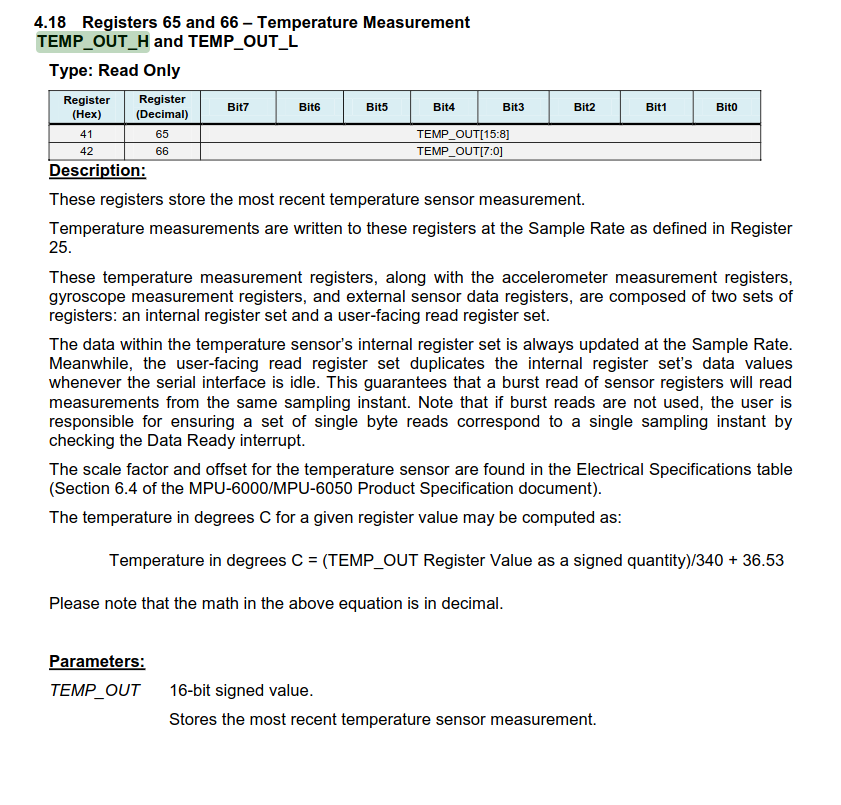 4.18 Registers 65 and 66 – Temperature Measurement
TEMP_OUT_H and TEMP_OUT_L
Type: Read Only
Register (Hex) Register (Decimal) Bit7 Bit6 Bit5 Bit4 Bit3 Bit2 Bit1 Bit0
41 65 TEMP_OUT[15:8]
42 66 TEMP_OUT[7:0]
Description:
These registers store the most recent temperature sensor measurement.
Temperature measurements are written to these registers at the Sample Rate as defined in Register
25.
These temperature measurement registers, along with the accelerometer measurement registers,
gyroscope measurement registers, and external sensor data registers, are composed of two sets of
registers: an internal register set and a user-facing read register set.
The data within the temperature sensor's internal register set is always updated at the Sample Rate.
Meanwhile, the user-facing read register set duplicates the internal register set's data values
whenever the serial interface is idle. This guarantees that a burst read of sensor registers will read
measurements from the same sampling instant. Note that if burst reads are not used, the user is
responsible for ensuring a set of single byte reads correspond to a single sampling instant by
checking the Data Ready interrupt.
The scale factor and offset for the temperature sensor are found in the Electrical Specifications table
(Section 6.4 of the MPU-6000/MPU-6050 Product Specification document).
The temperature in degrees C for a given register value may be computed as:
Temperature in degrees C = (TEMP_OUT Register Value as a signed quantity)/340 + 36.53
Please note that the math in the above equation is in decimal.
Parameters:
TEMP_OUT 16-bit signed value.
Stores the most recent temperature sensor measurement.